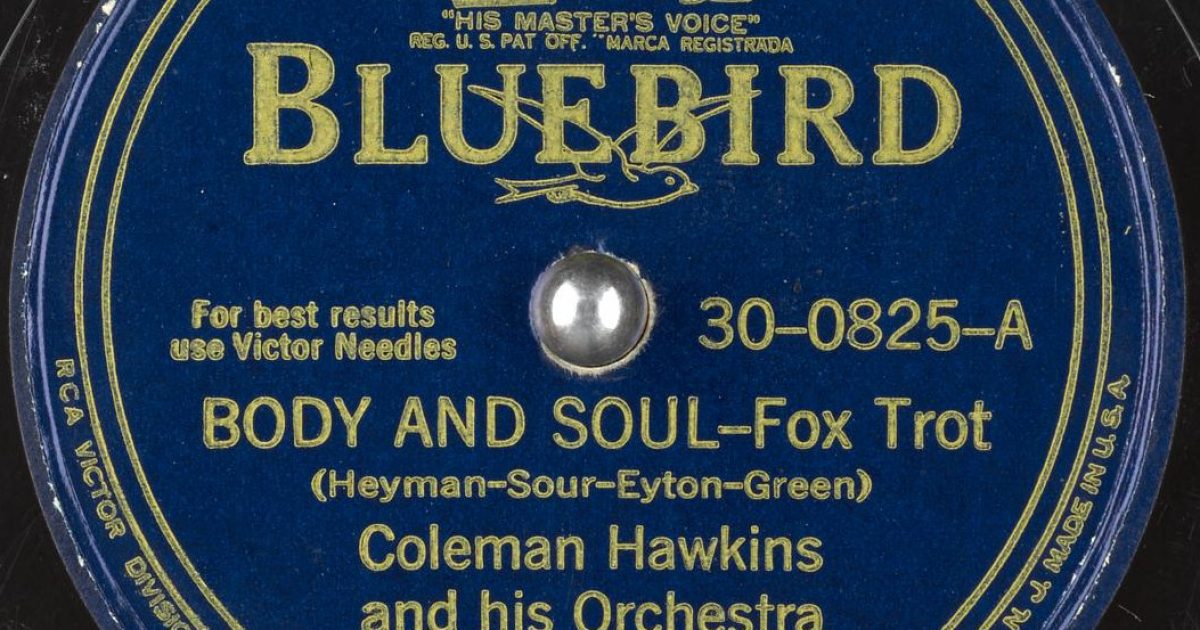 "HIS MASTER'S VOICE"
REG. U. S. PAT. OFF. "MARCA REGISTRADA
BLUEBIRD
For best results
use Victor Needles
30-0825-A
BODY AND SOUL-Fox Trot
(Heyman-Sour-Eyton-Green)
Coleman Hawkins
and his Orchestra
RCA VICTOR DIVISIO
N. J. MADE IN U. S. A.